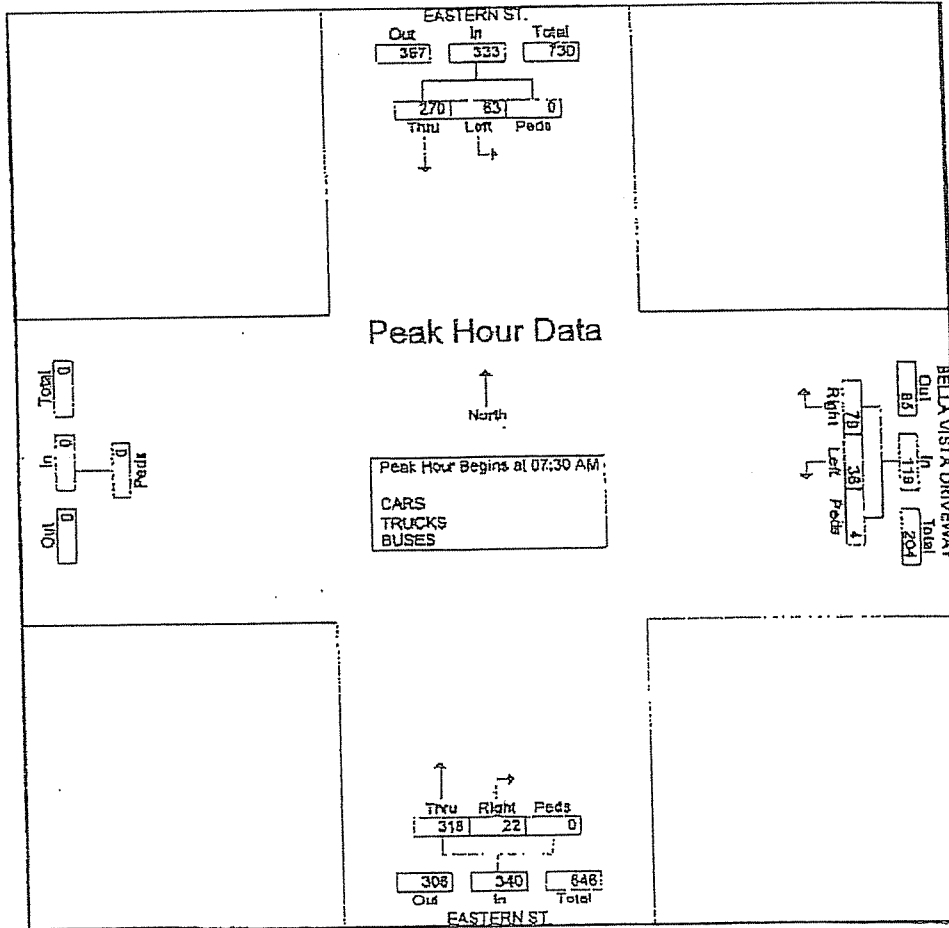 EASTERN ST.
Out In Total
397 333 730
270 63 0
Thru Left Peds
Peak Hour Data
North
Peak Hour Begins at 07:30 AM
CARS
TRUCKS
BUSES
Total In Out
0 0 0
0
Peds
BELLA VISTA DRIVEWAY
Out In Total
85 119 204
79 36 4
Right Left Peds
Thru Right Peds
318 22 0
306 340 646
Out In Total
EASTERN ST.